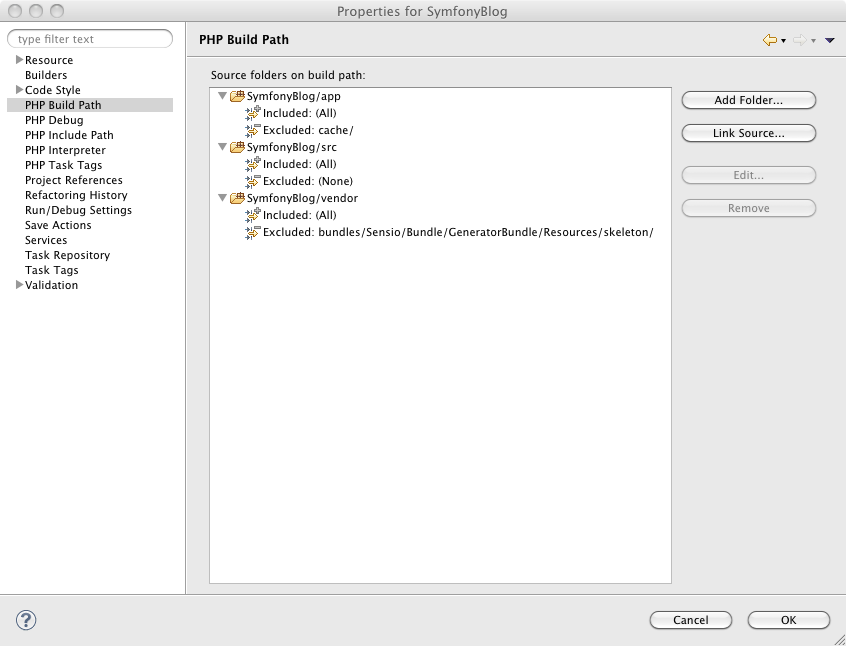 Properties for SymfonyBlog
type filter text
Resource
Builders
Code Style
PHP Build Path
PHP Debug
PHP Include Path
PHP Interpreter
PHP Task Tags
Project References
Refactoring History
Run/Debug Settings
Save Actions
Services
Task Repository
Task Tags
Validation
PHP Build Path
Source folders on build path:
SymfonyBlog/app
Included: (All)
Excluded: cache/
SymfonyBlog/src
Included: (All)
Excluded: (None)
SymfonyBlog/vendor
Included: (All)
Excluded: bundles/Sensio/Bundle/GeneratorBundle/Resources/skeleton/
Add Folder...
Link Source...
Edit...
Remove
?
Cancel
OK